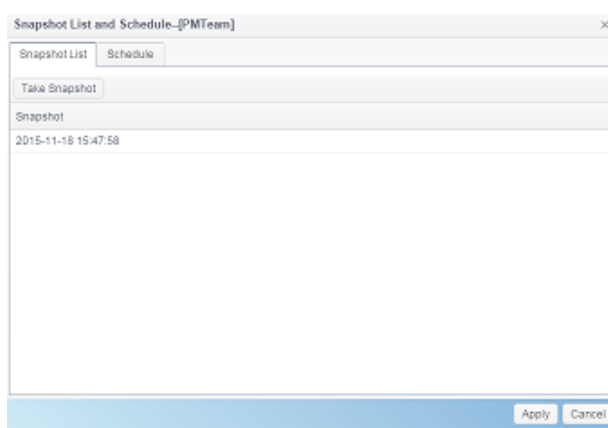 Snapshot List and Schedule-[PMTeam]
Snapshot List Schedule
Take Snapshot
Snapshot
2015-11-18 15:47:58
Apply Cancel